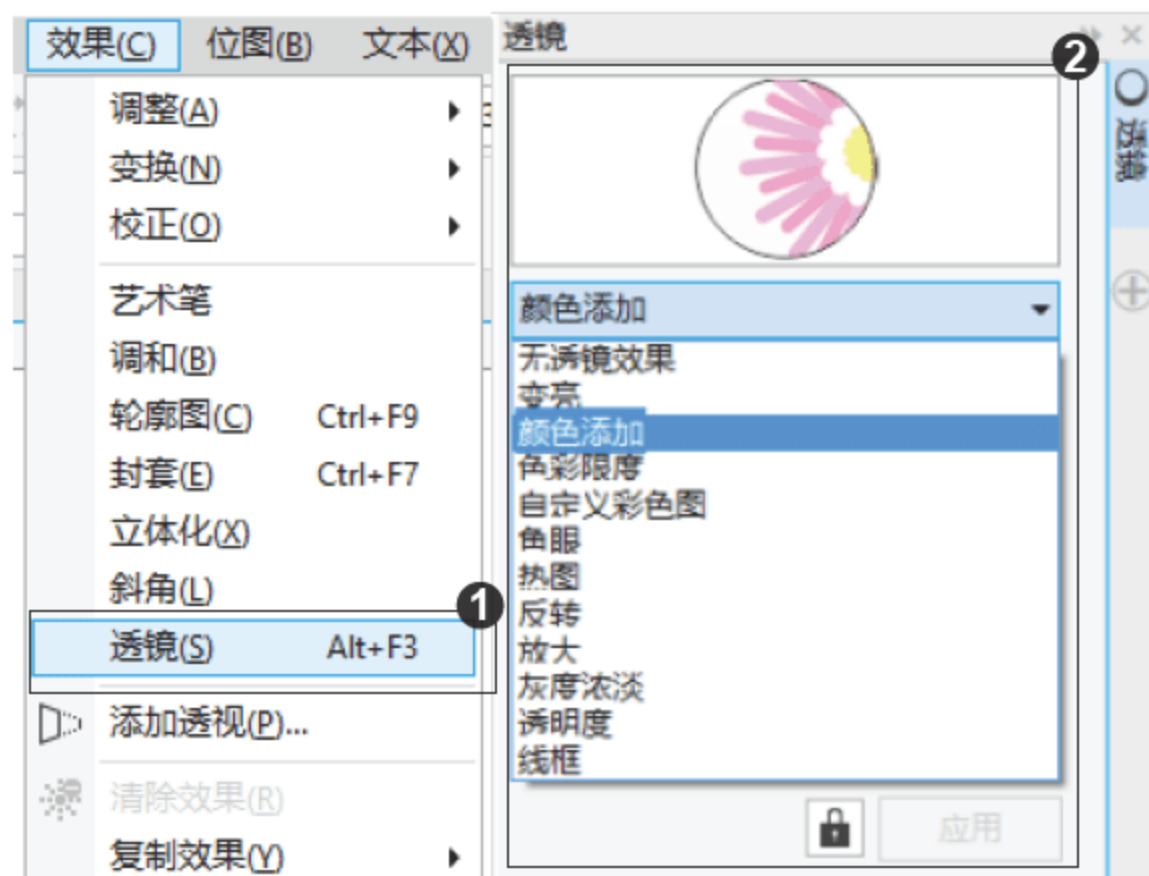 效果(C) 位图(B) 文本(X)
调整(A)
变换(N)
校正(O)
艺术笔
调和(B)
轮廓图(C) Ctrl+F9
封套(E) Ctrl+F7
立体化(X)
斜角(L)
1
透镜(S) Alt+F3
添加透视(P)...
清除效果(R)
复制效果(Y)
透镜
2
颜色添加
无透镜效果
变亮
颜色添加
色彩限度
自定义彩色图
鱼眼
热图
反转
放大
灰度浓淡
透明度
线框
应用
透镜